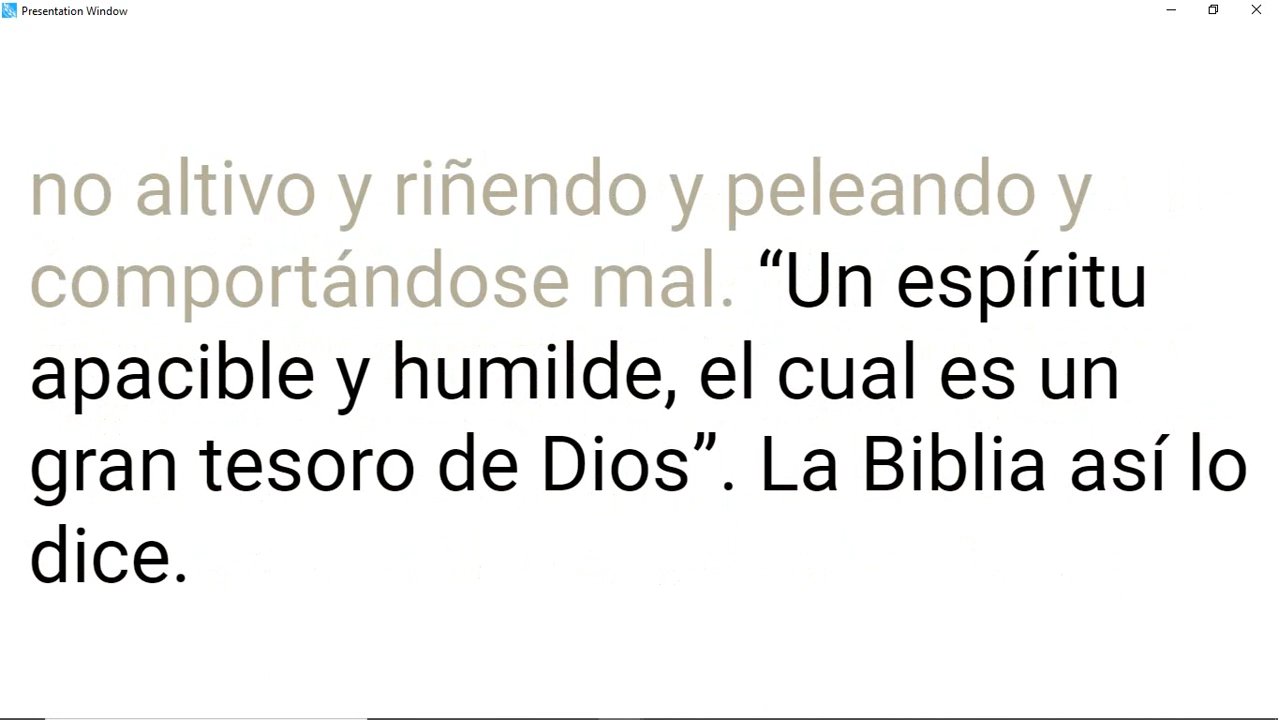 Presentation Window
no altivo y riñendo y peleando y
comportándose mal. “Un espíritu
apacible y humilde, el cual es un
gran tesoro de Dios”. La Biblia así lo
dice.